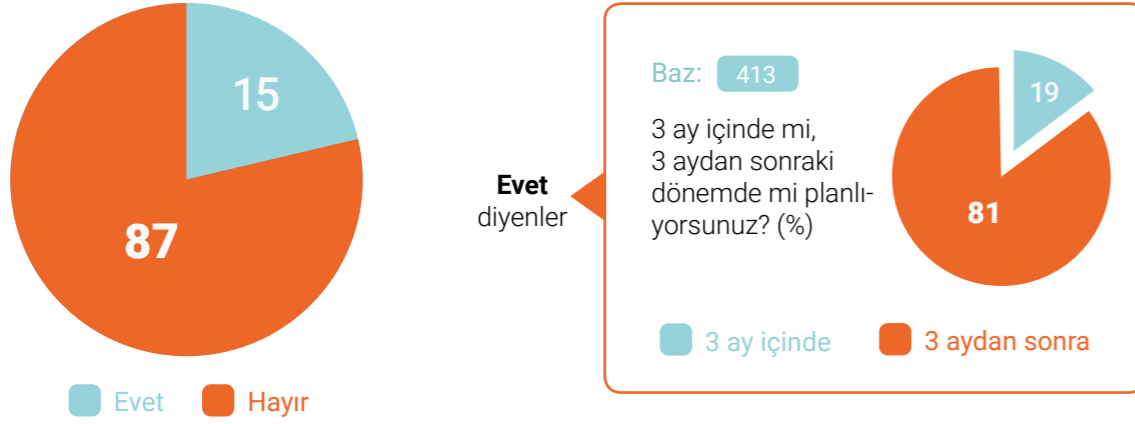 15
87
Evet
Hayır
Evet
diyenler
Baz: 413
3 ay içinde mi,
3 aydan sonraki
dönemde mi planlı-
yorsunuz? (%)
19
81
3 ay içinde
3 aydan sonra